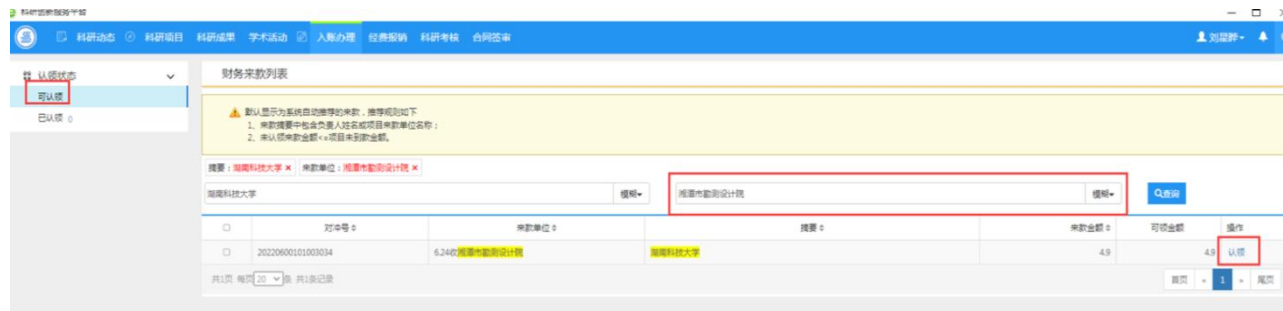 科研创新服务平台
科研动态 科研项目 科研成果 学术活动 入账办理 经费报销 科研考核 合同签审
认领状态
可认领
已认领 0
财务来款列表
默认显示为系统自动推荐的来款，推荐规则如下
1、来款摘要中包含负责人姓名或项目来款单位名称；
2、未认领来款金额<=项目未到款金额。
摘要：湖南科技大学 × 来款单位：湘潭市勘测设计院 ×
湖南科技大学 模糊 湘潭市勘测设计院 模糊 查询
对冲号 来款单位 摘要 来款金额 可领金额 操作
20220600101003034 6.24收湘潭市勘测设计院 湖南科技大学 4.9 4.9 认领
共1页 每页 20 条 共1条记录 首页 « 1 » 尾页